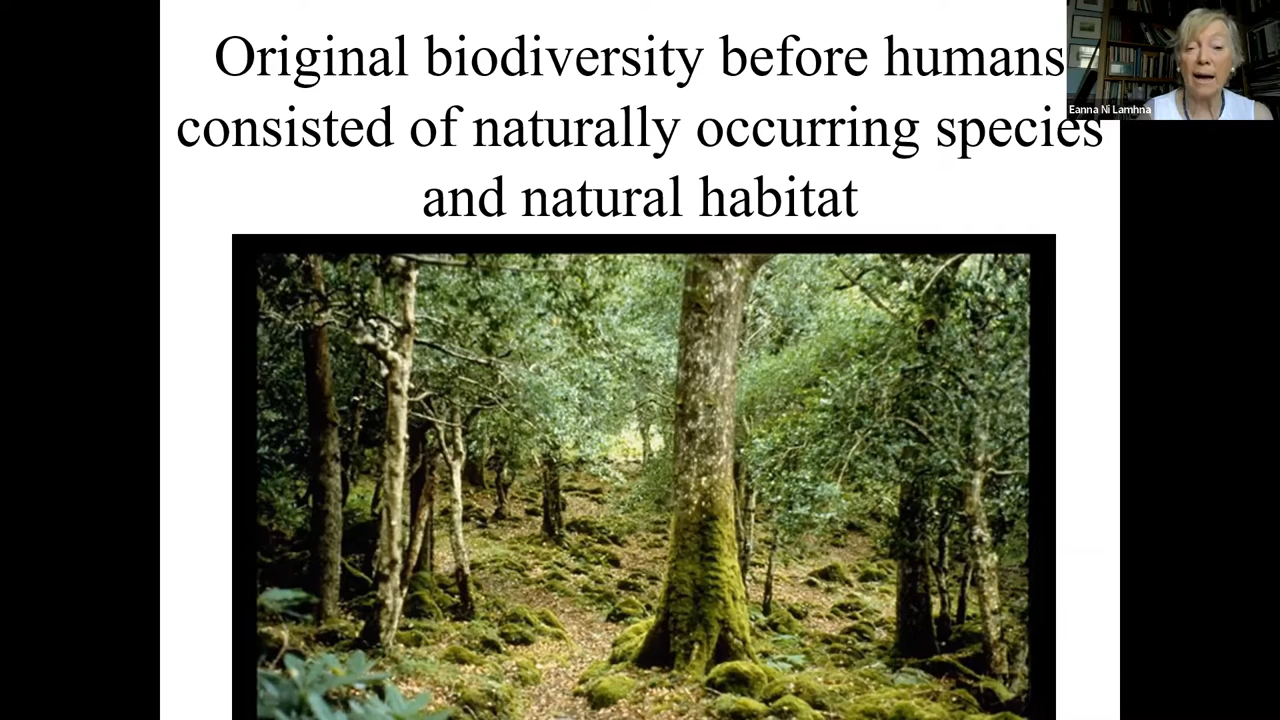 Original biodiversity before humans
consisted of naturally occurring species
and natural habitat
Eanna Ni Lamhna